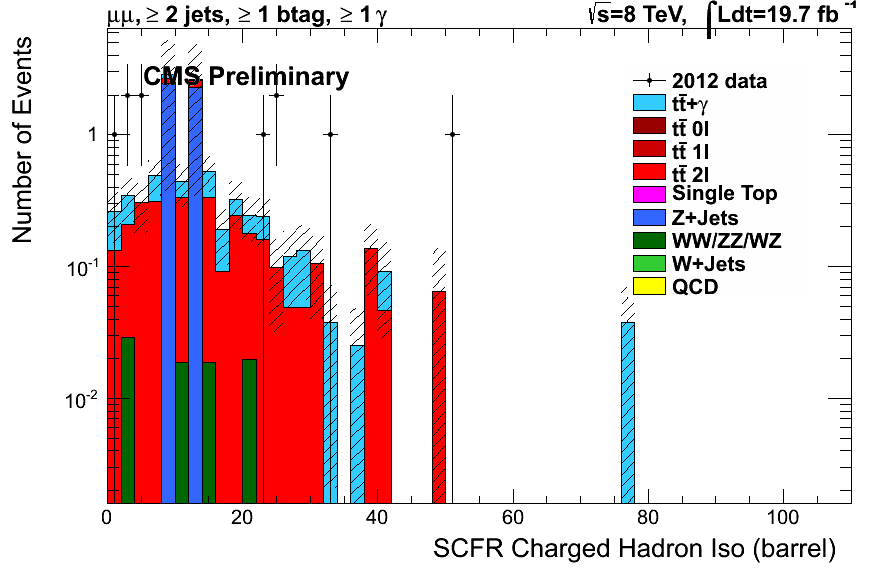 μμ, ≥ 2 jets, ≥ 1 btag, ≥ 1 γ
√s=8 TeV, ∫Ldt=19.7 fb⁻¹
CMS Preliminary
Number of Events
1
10⁻¹
10⁻²
2012 data
tt̄+γ
tt̄ 0l
tt̄ 1l
tt̄ 2l
Single Top
Z+Jets
WW/ZZ/WZ
W+Jets
QCD
0 20 40 60 80 100
SCFR Charged Hadron Iso (barrel)